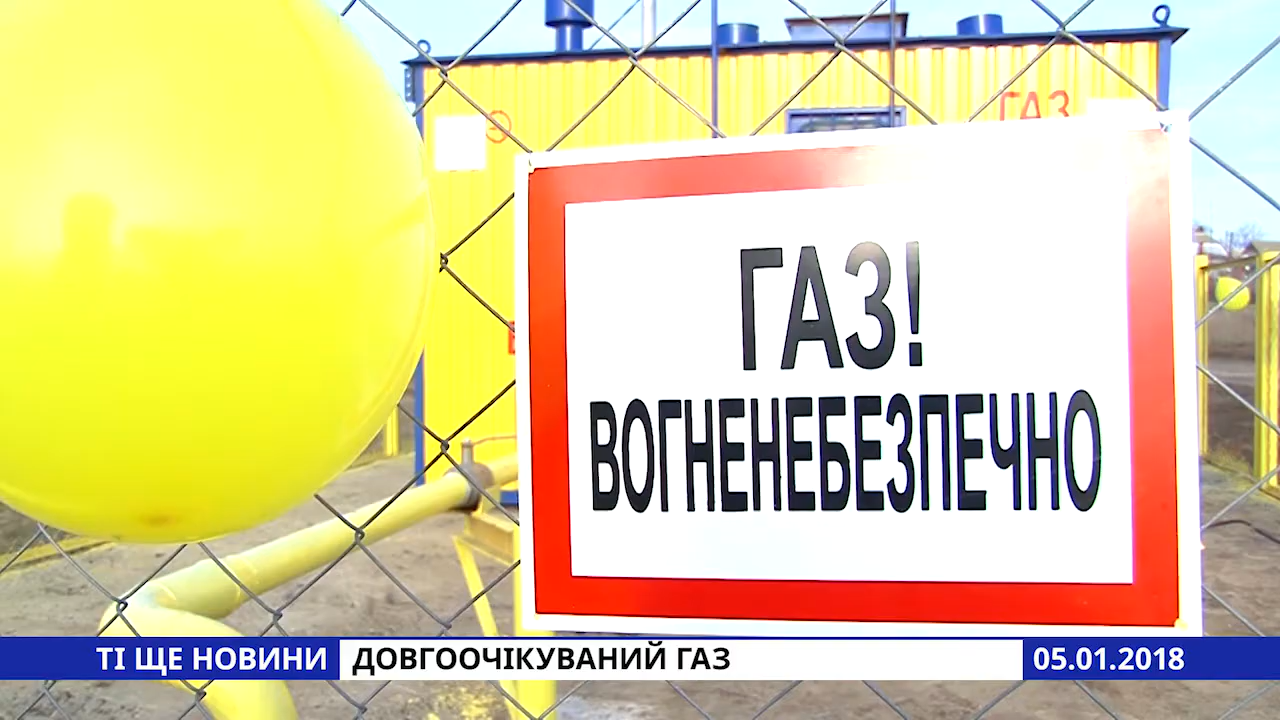 ГАЗ
ГАЗ!
ВОГНЕНЕБЕЗПЕЧНО
ТІ ЩЕ НОВИНИ
ДОВГООЧІКУВАНИЙ ГАЗ
05.01.2018